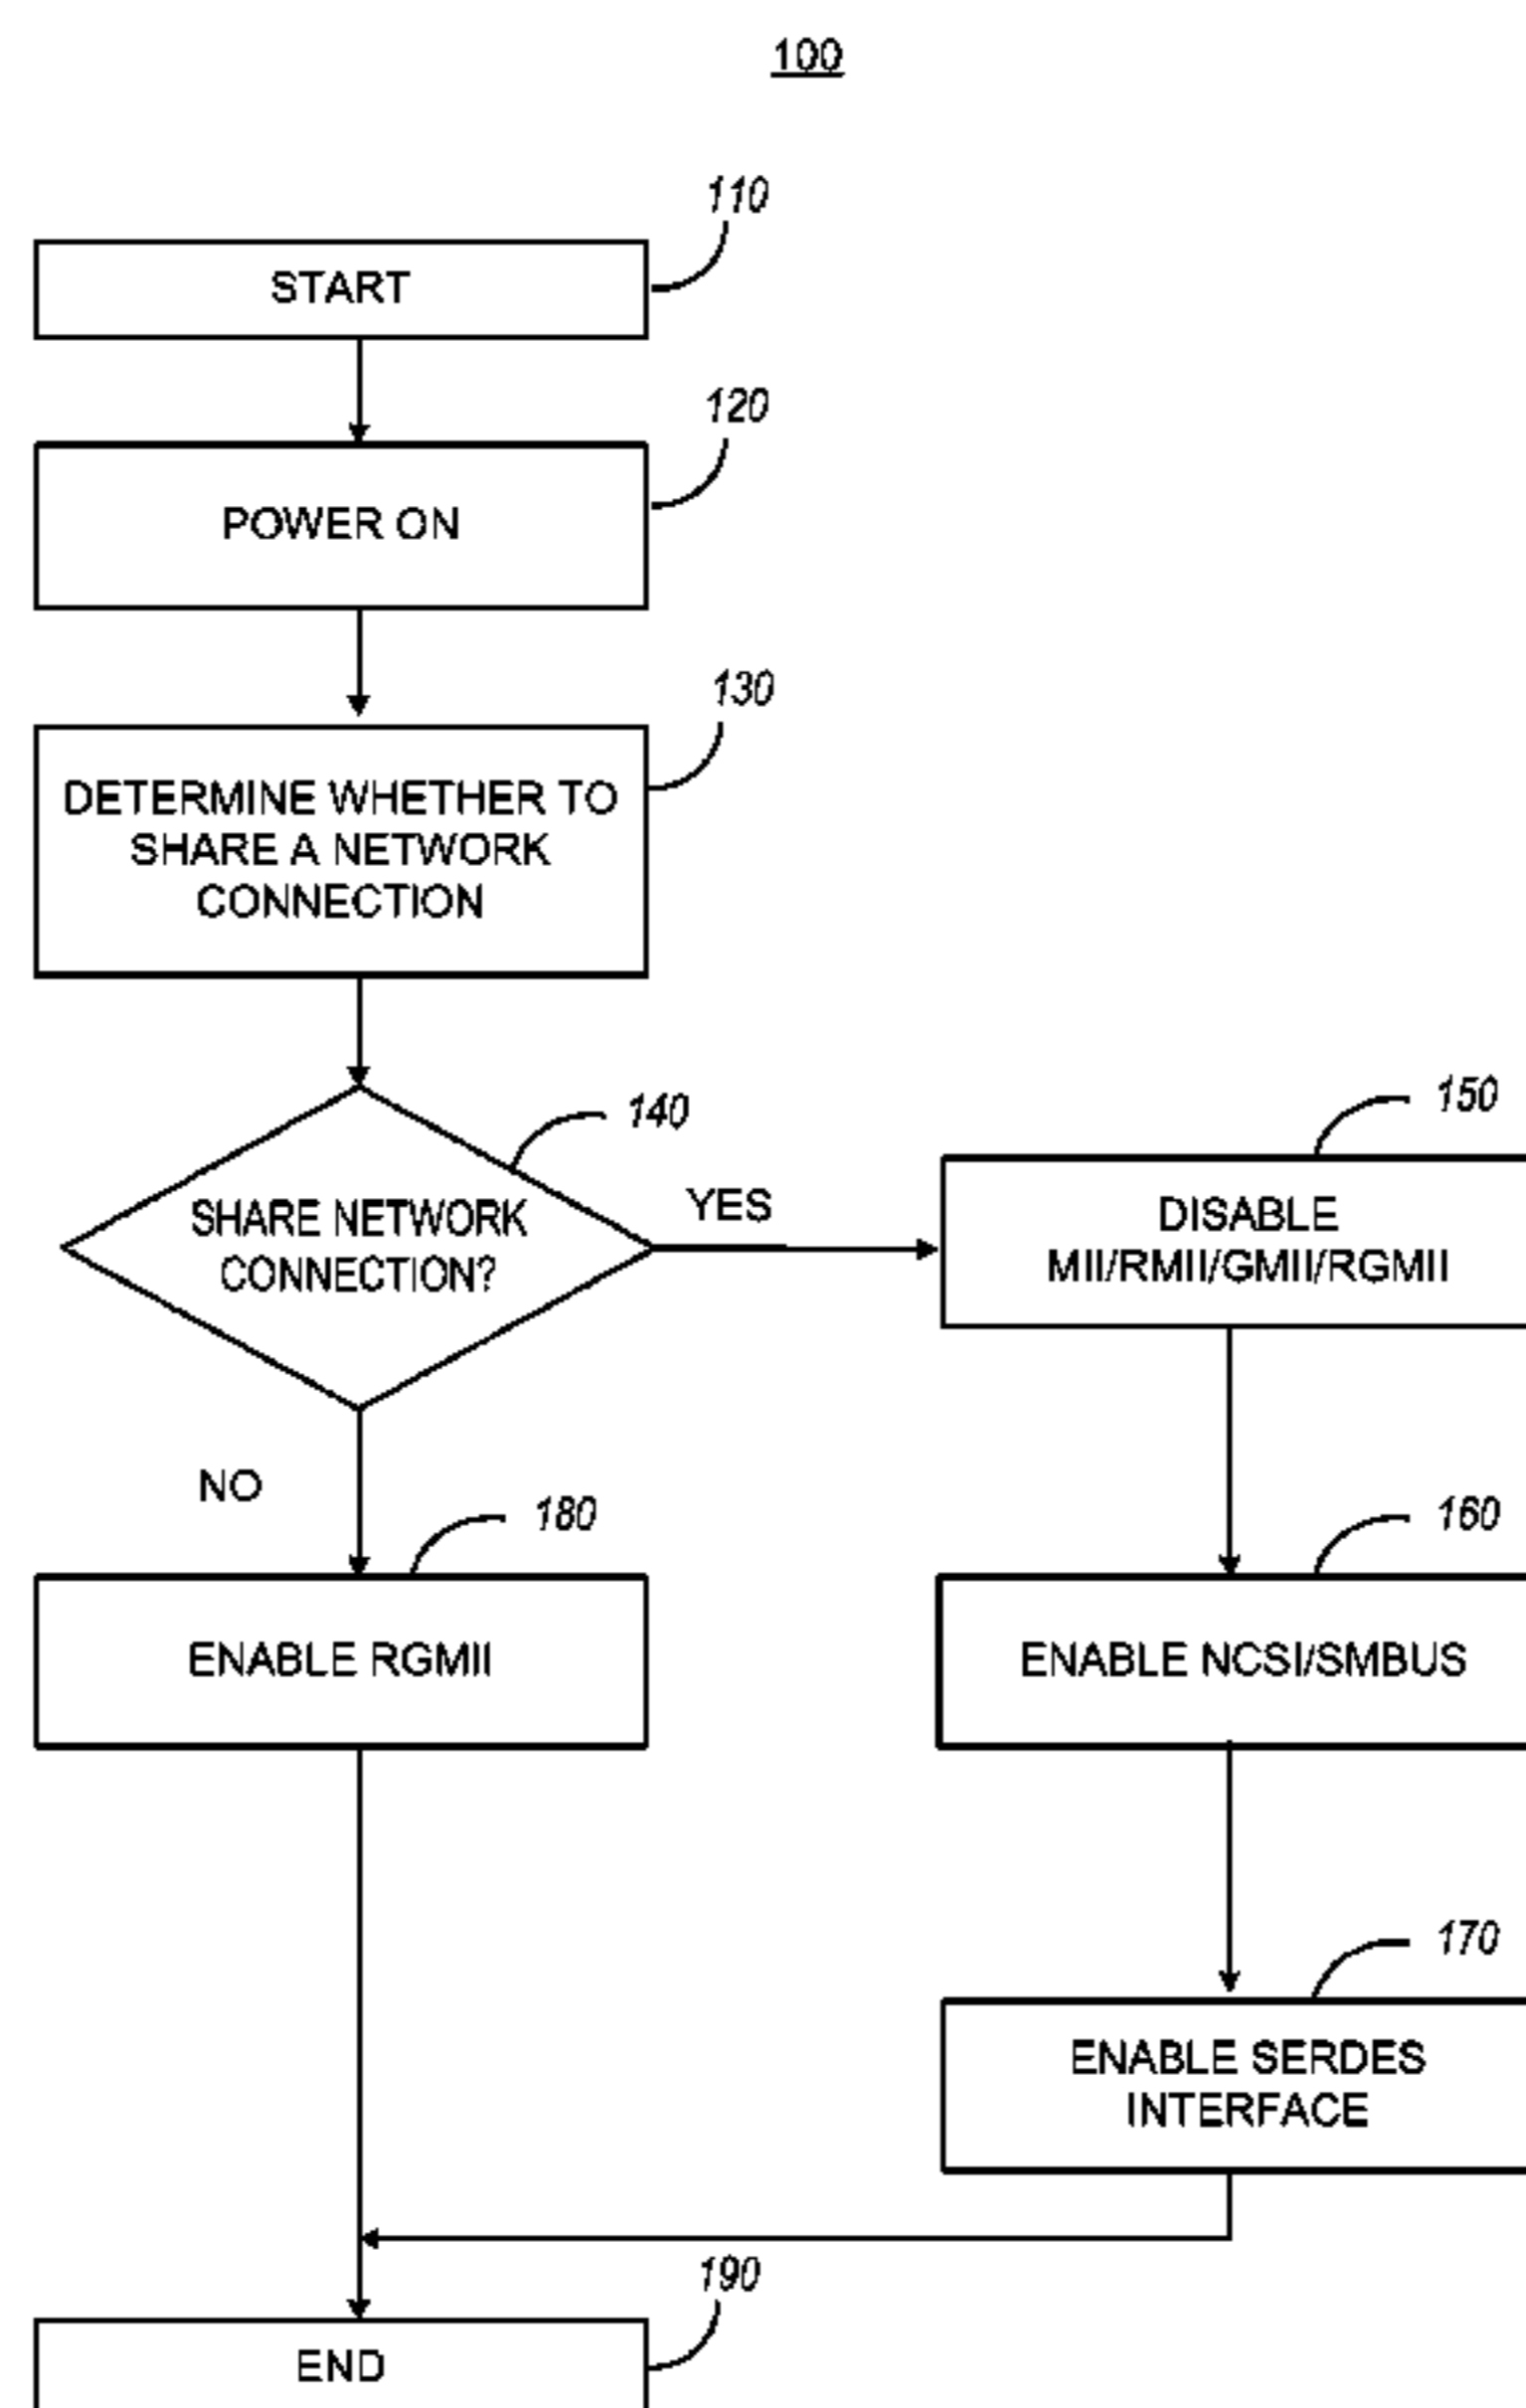 100
110
START
120
POWER ON
130
DETERMINE WHETHER TO
SHARE A NETWORK
CONNECTION
140
SHARE NETWORK
CONNECTION?
YES
150
DISABLE
MII/RMII/GMII/RGMII
NO
180
ENABLE RGMII
160
ENABLE NCSI/SMBUS
170
ENABLE SERDES
INTERFACE
190
END